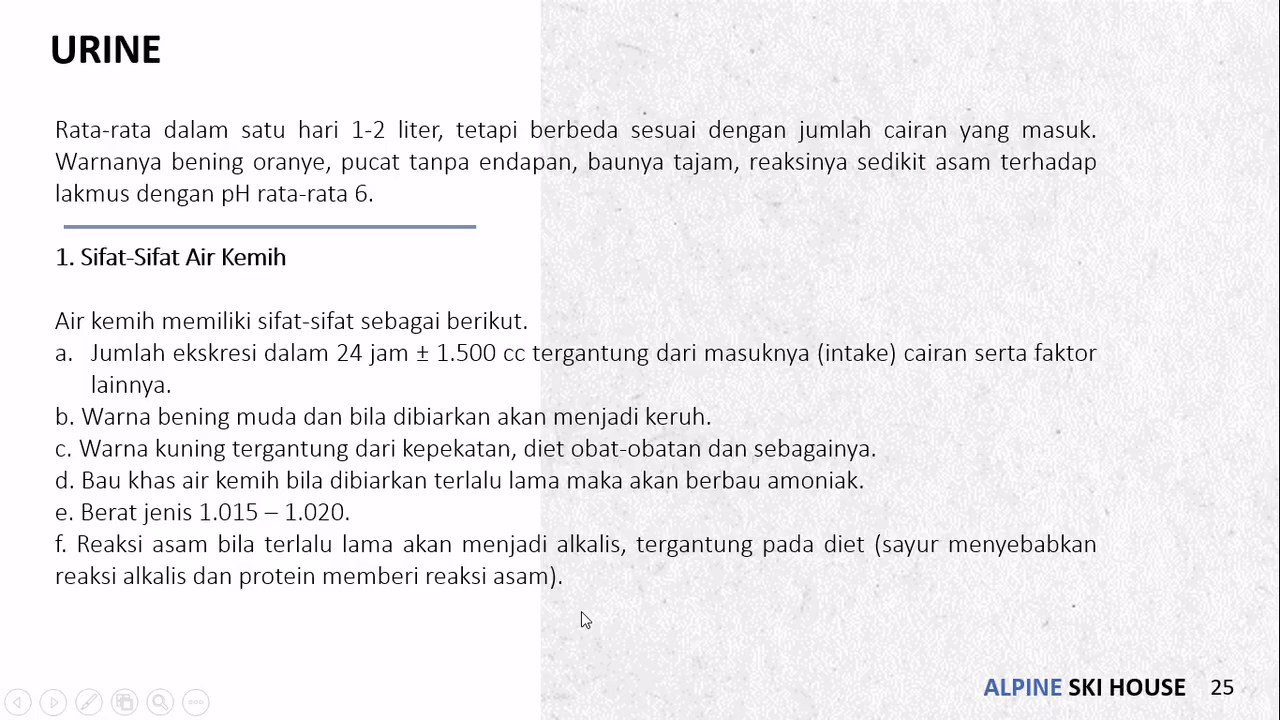 URINE
Rata-rata dalam satu hari 1-2 liter, tetapi berbeda sesuai dengan jumlah cairan yang masuk.
Warnanya bening oranye, pucat tanpa endapan, baunya tajam, reaksinya sedikit asam terhadap
lakmus dengan pH rata-rata 6.
1. Sifat-Sifat Air Kemih
Air kemih memiliki sifat-sifat sebagai berikut.
a. Jumlah ekskresi dalam 24 jam ± 1.500 cc tergantung dari masuknya (intake) cairan serta faktor
lainnya.
b. Warna bening muda dan bila dibiarkan akan menjadi keruh.
c. Warna kuning tergantung dari kepekatan, diet obat-obatan dan sebagainya.
d. Bau khas air kemih bila dibiarkan terlalu lama maka akan berbau amoniak.
e. Berat jenis 1.015 – 1.020.
f. Reaksi asam bila terlalu lama akan menjadi alkalis, tergantung pada diet (sayur menyebabkan
reaksi alkalis dan protein memberi reaksi asam).
ALPINE SKI HOUSE 25